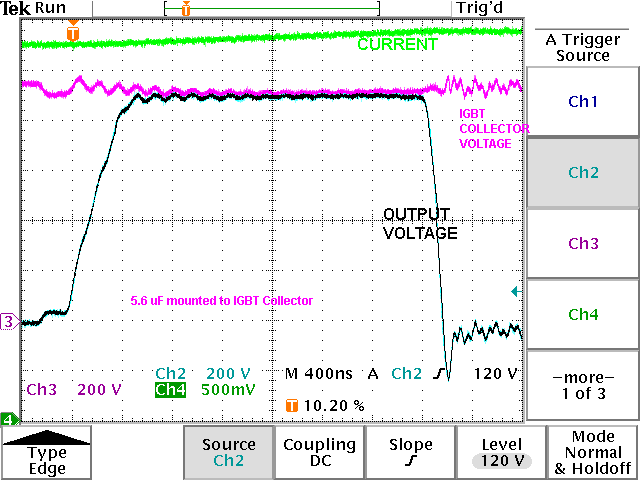 Tek Run
Trig'd
T
T
CURRENT
IGBT
COLLECTOR
VOLTAGE
OUTPUT
VOLTAGE
5.6 uF mounted to IGBT Collector
3
4
Ch2 200 V M 400ns A Ch2 120 V
Ch3 200 V Ch4 500mV
T 10.20 %
A Trigger
Source
Ch1
Ch2
Ch3
Ch4
–more–
1 of 3
Type
Edge
Source
Ch2
Coupling
DC
Slope
Level
120 V
Mode
Normal
& Holdoff